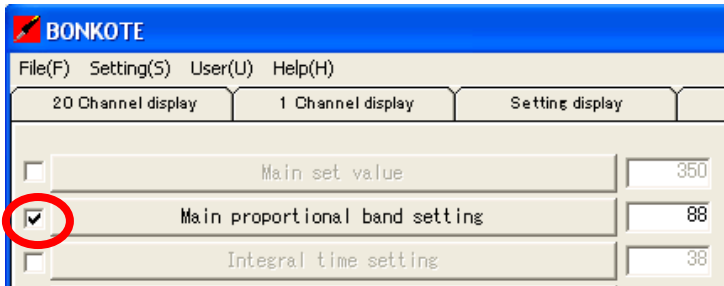 BONKOTE
File(F) Setting(S) User(U) Help(H)
20 Channel display 1 Channel display Setting display
Main set value 350
Main proportional band setting 88
Integral time setting 38